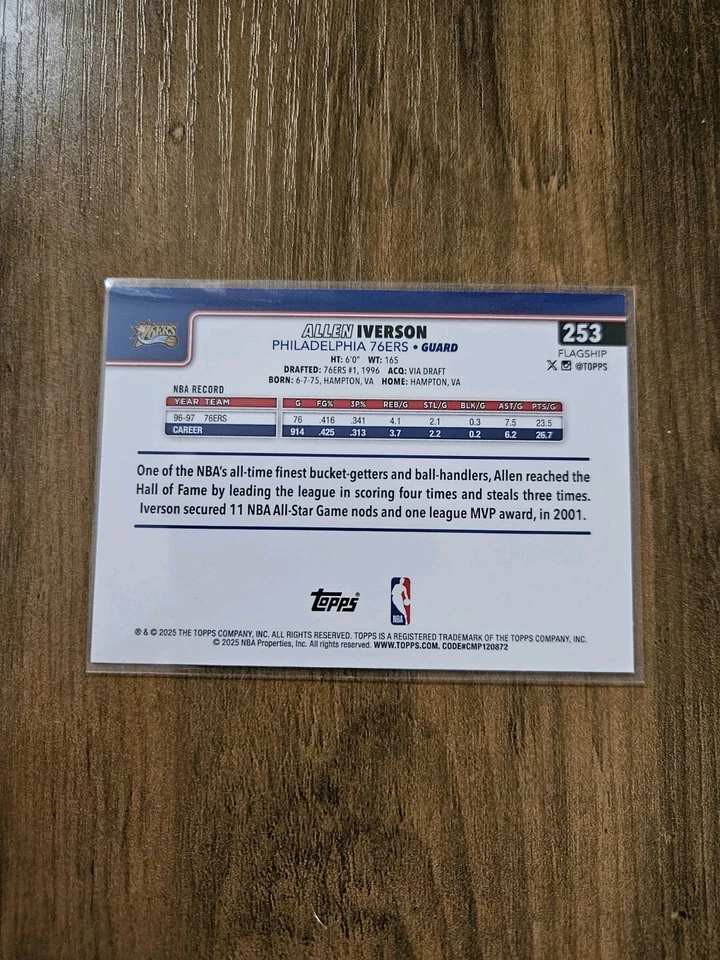 76ERS
ALLEN IVERSON
253
PHILADELPHIA 76ERS • GUARD
FLAGSHIP
HT: 6'0" WT: 165
X @TOPPS
DRAFTED: 76ERS #1, 1996 ACQ: VIA DRAFT
BORN: 6-7-75, HAMPTON, VA HOME: HAMPTON, VA
NBA RECORD
YEAR TEAM G FG% 3P% REB/G STL/G BLK/G AST/G PTS/G
96-97 76ERS 76 .416 .341 4.1 2.1 0.3 7.5 23.5
CAREER 914 .425 .313 3.7 2.2 0.2 6.2 26.7
One of the NBA's all-time finest bucket-getters and ball-handlers, Allen reached the
Hall of Fame by leading the league in scoring four times and steals three times.
Iverson secured 11 NBA All-Star Game nods and one league MVP award, in 2001.
Topps®
NBA
® & © 2025 THE TOPPS COMPANY, INC. ALL RIGHTS RESERVED. TOPPS IS A REGISTERED TRADEMARK OF THE TOPPS COMPANY, INC.
© 2025 NBA Properties, Inc. All rights reserved. WWW.TOPPS.COM. CODE#CMP120872